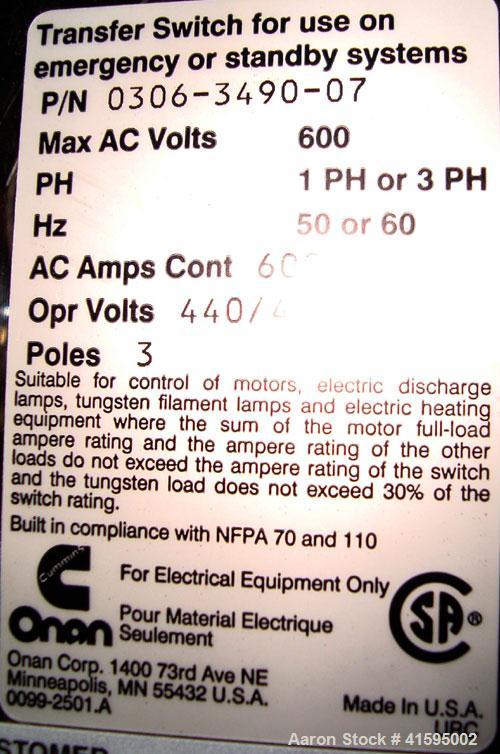 Transfer Switch for use on
emergency or standby systems
P/N 0306-3490-07
Max AC Volts 600
PH 1 PH or 3 PH
Hz 50 or 60
AC Amps Cont
Opr Volts
Poles 3
Suitable for control of motors, electric discharge
lamps, tungsten filament lamps and electric heating
equipment where the sum of the motor full-load
ampere rating and the ampere rating of the other
loads do not exceed the ampere rating of the switch
and the tungsten load does not exceed 30% of the
switch rating.
Built in compliance with NFPA 70 and 110
Cummins
For Electrical Equipment Only
Onan
Pour Material Electrique
Seulement
SA ®
Onan Corp. 1400 73rd Ave NE
Minneapolis, MN 55432 U.S.A.
0099-2501.A
Made in U.S.A.
Aaron Stock # 41595002